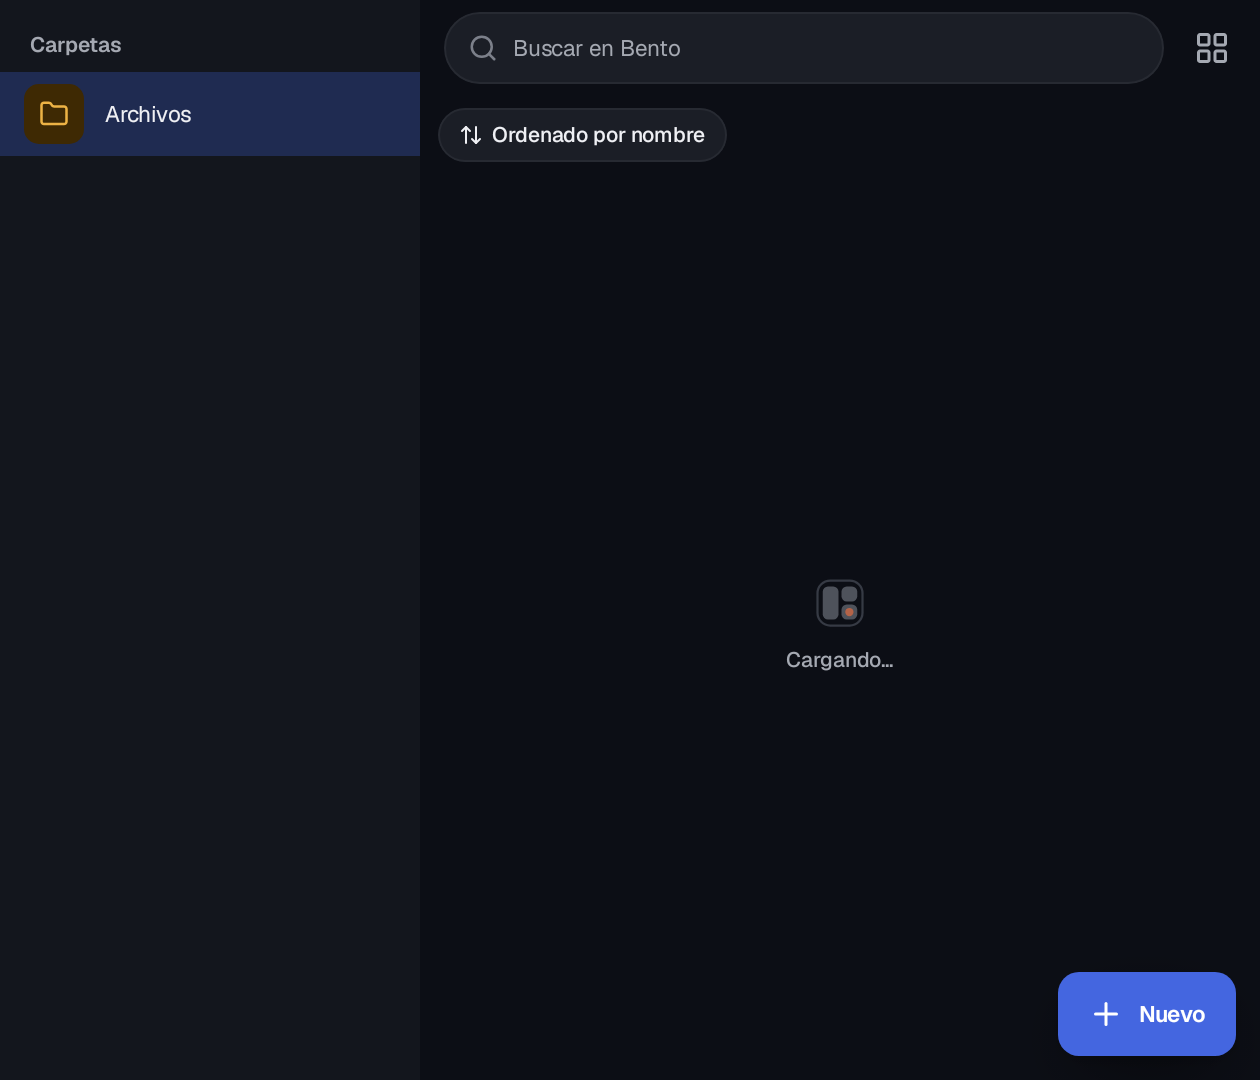 Carpetas
Archivos
Buscar en Bento
Ordenado por nombre
Cargando...
Nuevo